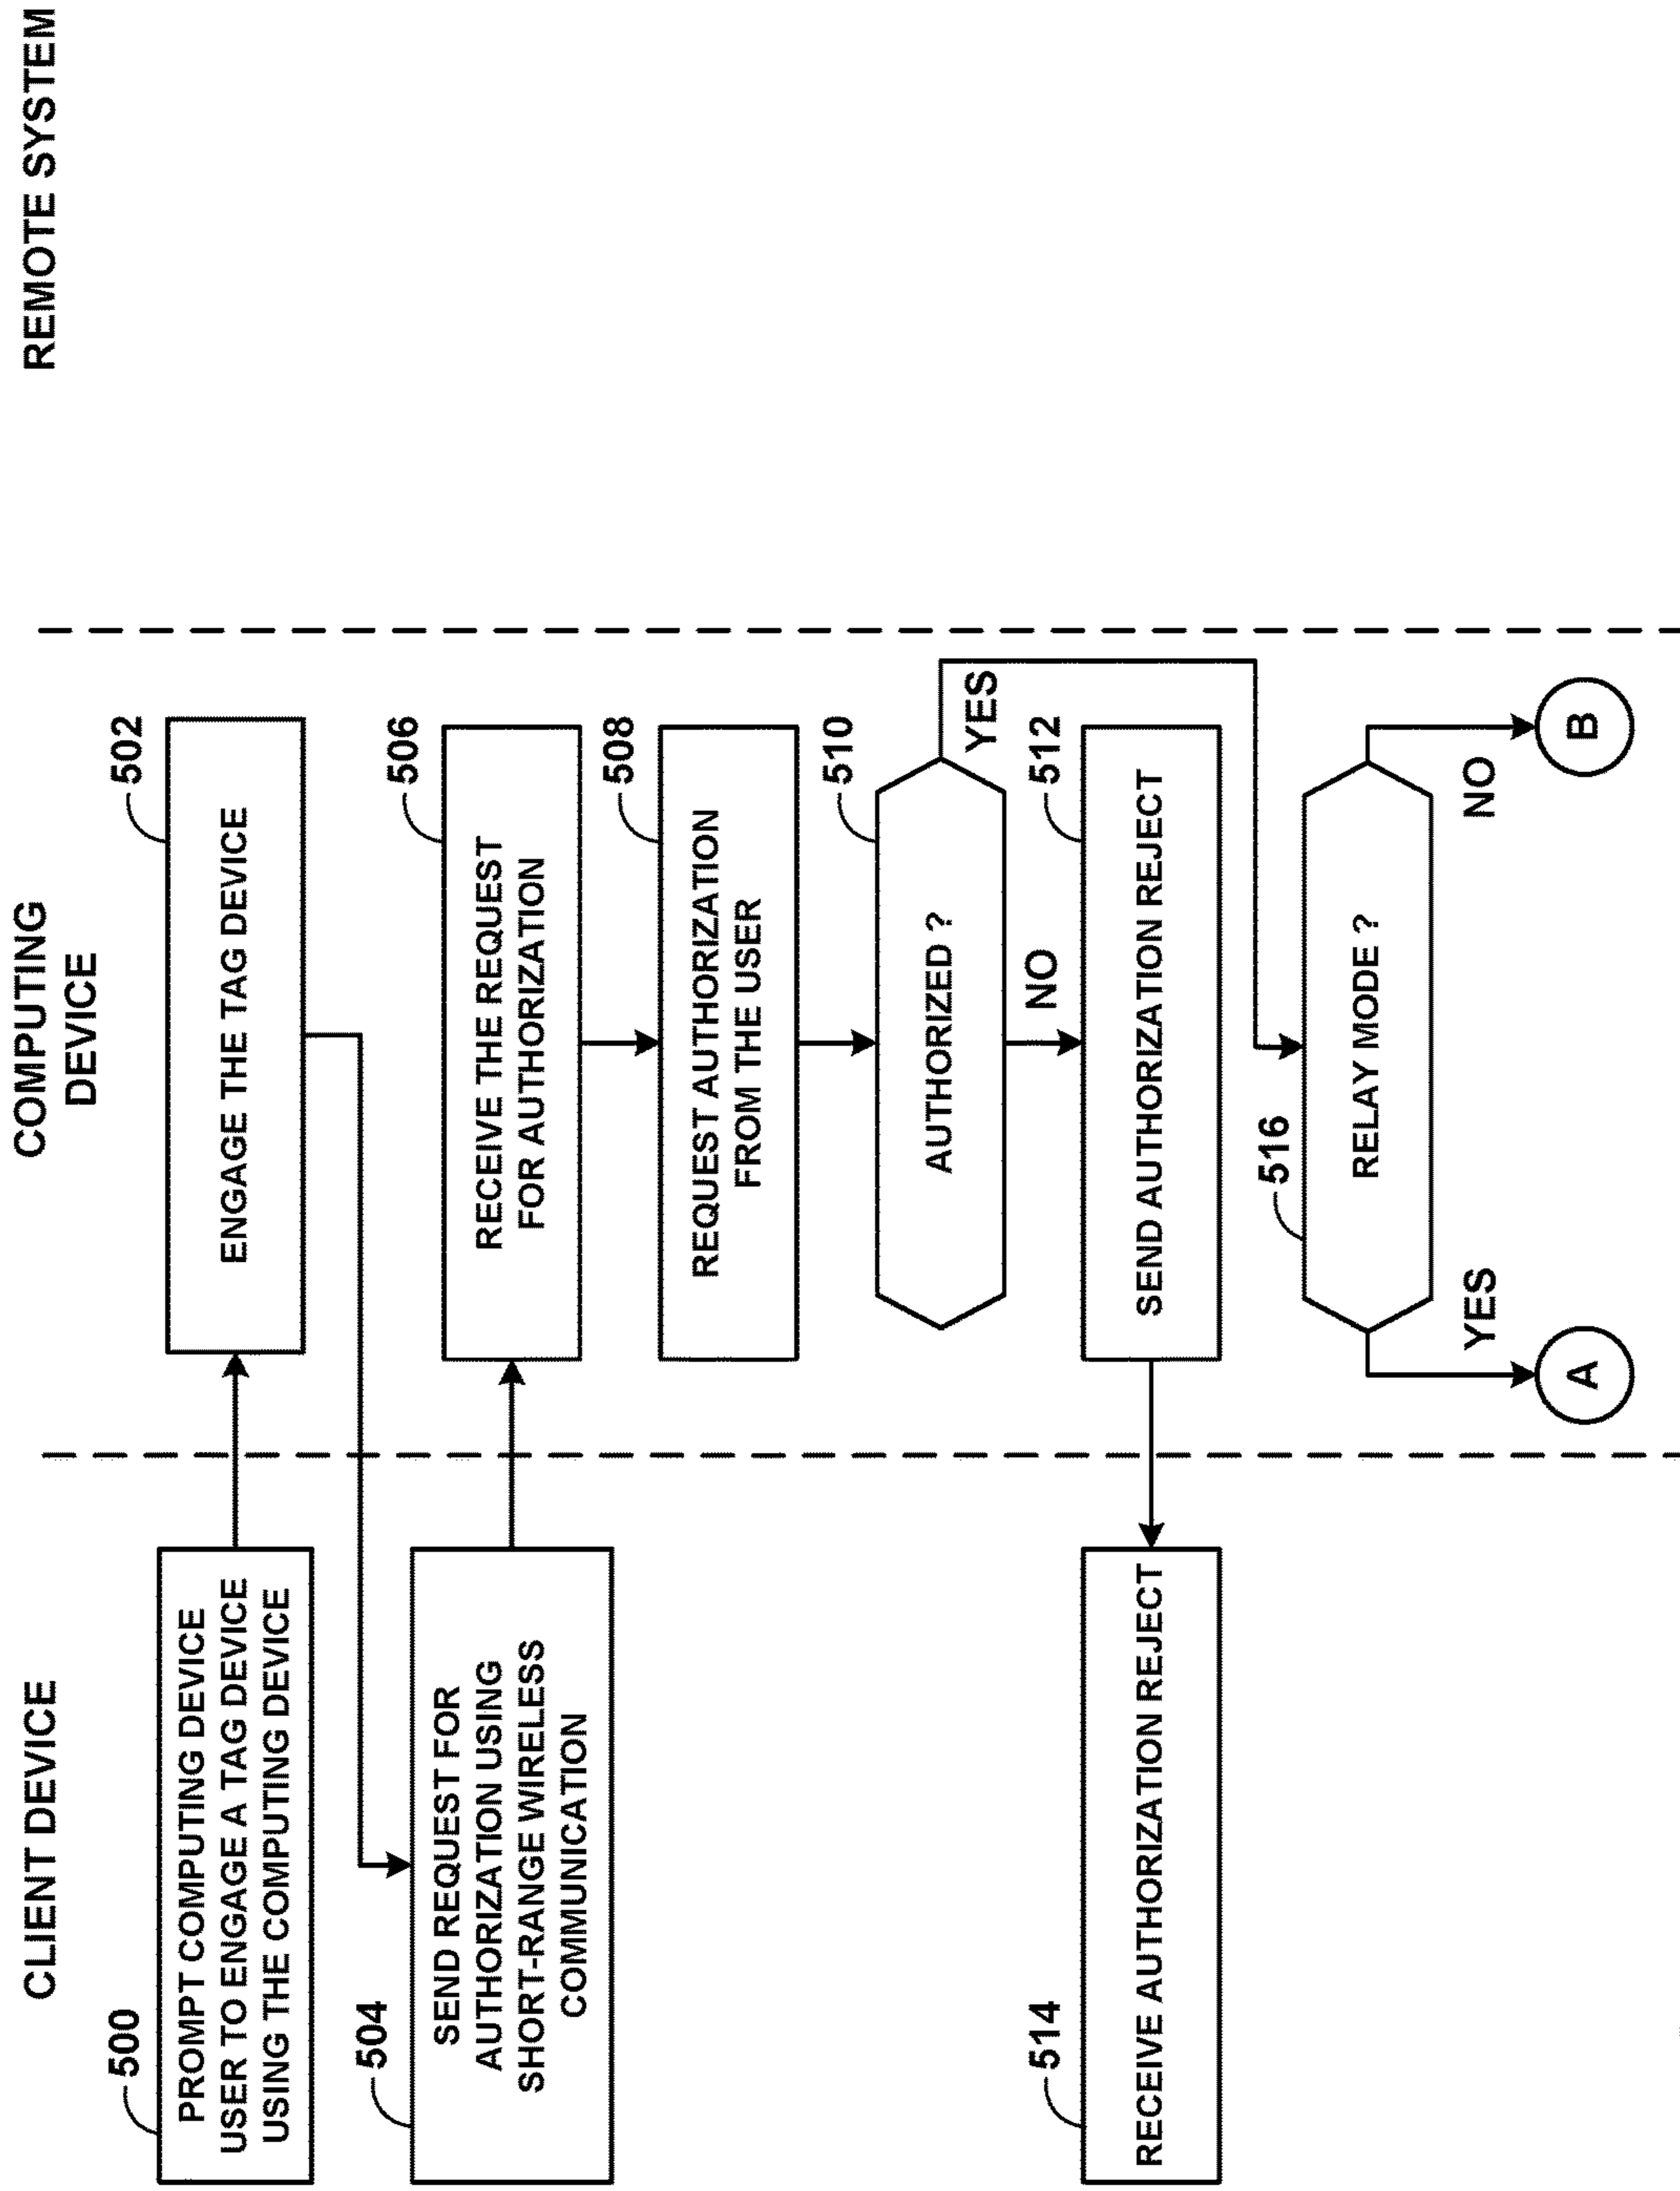 CLIENT DEVICE
COMPUTING
DEVICE
REMOTE SYSTEM
500
PROMPT COMPUTING DEVICE
USER TO ENGAGE A TAG DEVICE
USING THE COMPUTING DEVICE
502
ENGAGE THE TAG DEVICE
504
SEND REQUEST FOR
AUTHORIZATION USING
SHORT-RANGE WIRELESS
COMMUNICATION
506
RECEIVE THE REQUEST
FOR AUTHORIZATION
508
REQUEST AUTHORIZATION
FROM THE USER
510
AUTHORIZED ?
YES
NO
512
SEND AUTHORIZATION REJECT
514
RECEIVE AUTHORIZATION REJECT
516
RELAY MODE ?
YES
NO
A
B